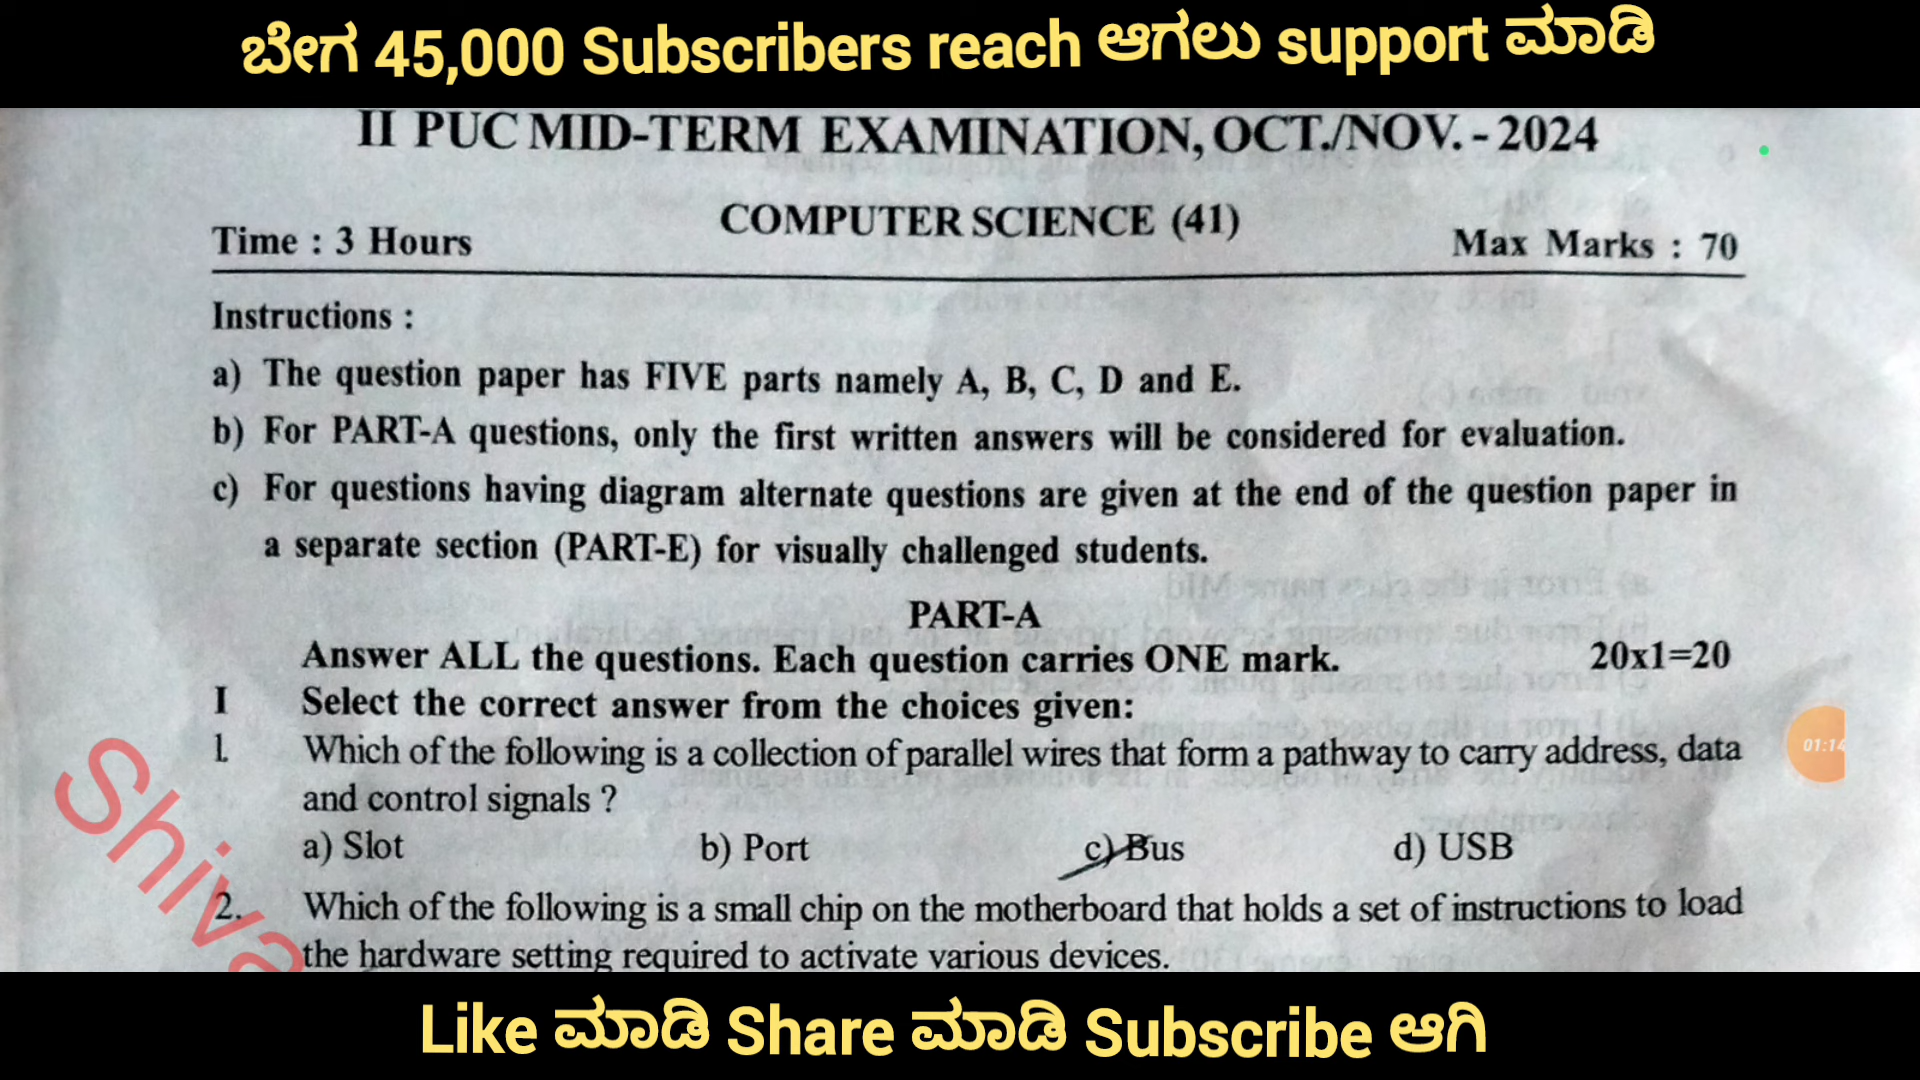 ಬೇಗ 45,000 Subscribers reach ಆಗಲು support ಮಾಡಿ
II PUC MID-TERM EXAMINATION, OCT./NOV. - 2024
COMPUTER SCIENCE (41)
Time : 3 Hours
Max Marks : 70
Instructions :
a) The question paper has FIVE parts namely A, B, C, D and E.
b) For PART-A questions, only the first written answers will be considered for evaluation.
c) For questions having diagram alternate questions are given at the end of the question paper in
a separate section (PART-E) for visually challenged students.
PART-A
Answer ALL the questions. Each question carries ONE mark. 20x1=20
I Select the correct answer from the choices given:
1. Which of the following is a collection of parallel wires that form a pathway to carry address, data
and control signals ?
a) Slot b) Port c) Bus d) USB
2. Which of the following is a small chip on the motherboard that holds a set of instructions to load
the hardware setting required to activate various devices.
Shiva
01:14
Like ಮಾಡಿ Share ಮಾಡಿ Subscribe ಆಗಿ